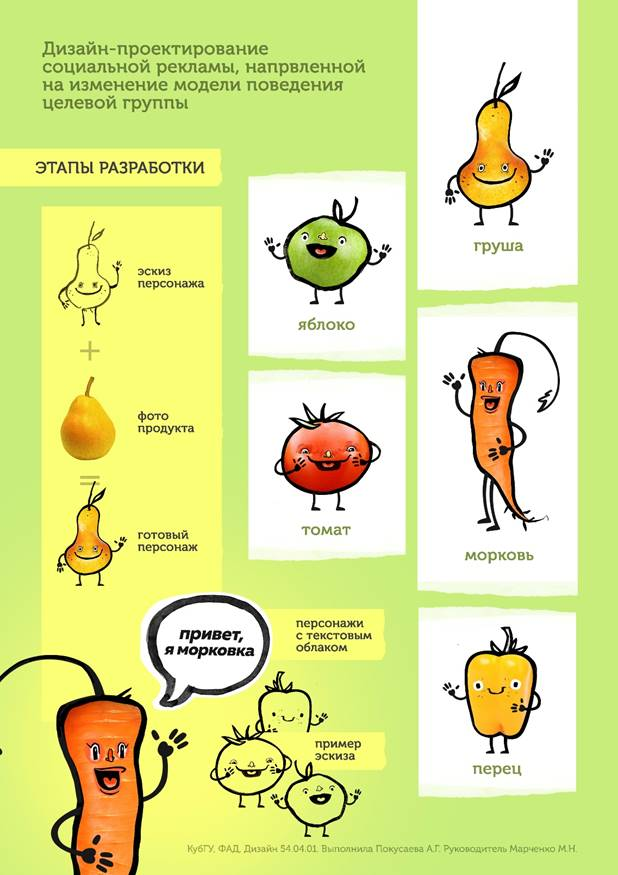 Дизайн-проектирование
социальной рекламы, напрвленной
на изменение модели поведения
целевой группы
ЭТАПЫ РАЗРАБОТКИ
эскиз
персонажа
+
фото
продукта
=
готовый
персонаж
яблоко
томат
груша
морковь
перец
привет,
я морковка
персонажи
с текстовым
облаком
пример
эскиза
КубГУ, ФАД, Дизайн 54.04.01. Выполнила Покусаева А.Г. Руководитель Марченко М.Н.